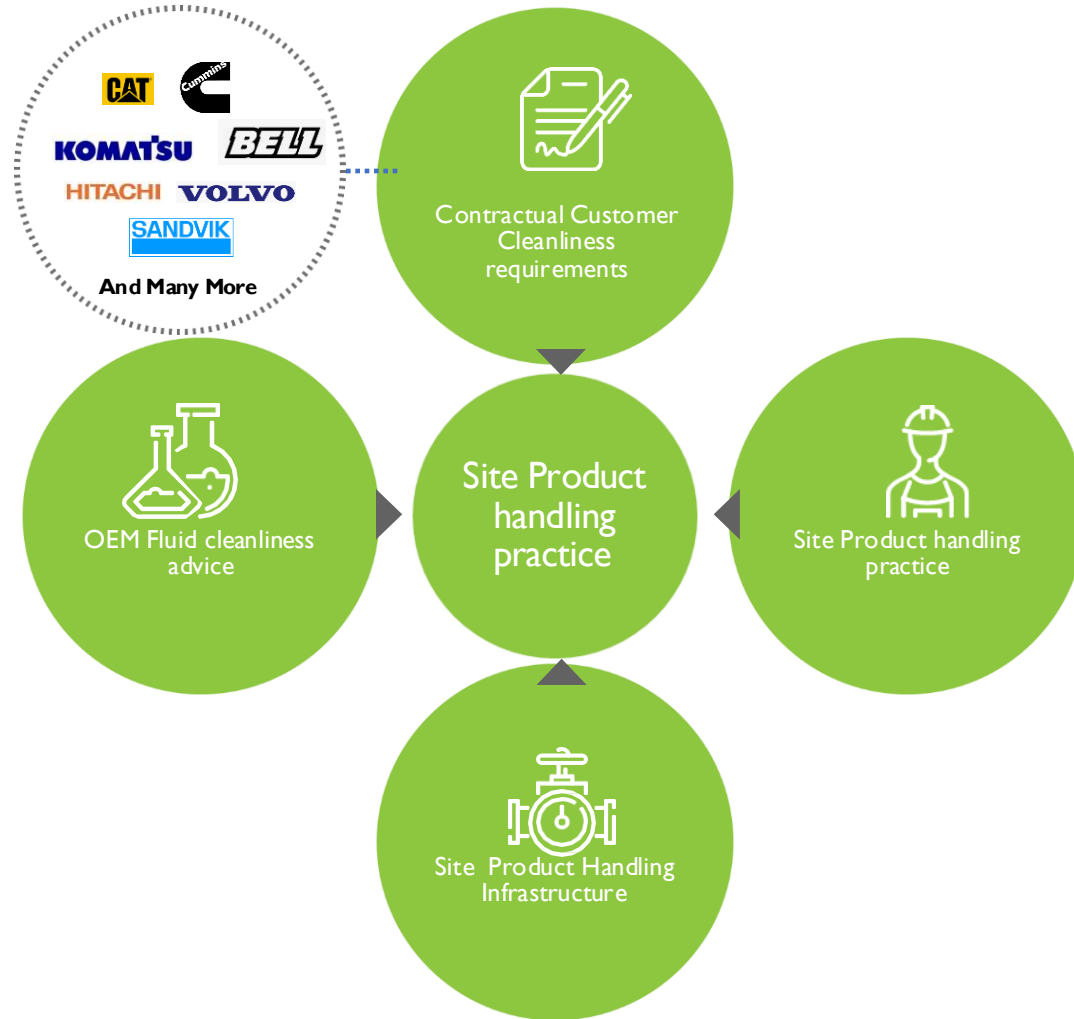 CAT
Cummins
KOMATSU
BELL
HITACHI
VOLVO
SANDVIK
And Many More
Contractual Customer
Cleanliness
requirements
OEM Fluid cleanliness
advice
Site Product
handling
practice
Site Product handling
practice
Site Product Handling
Infrastructure